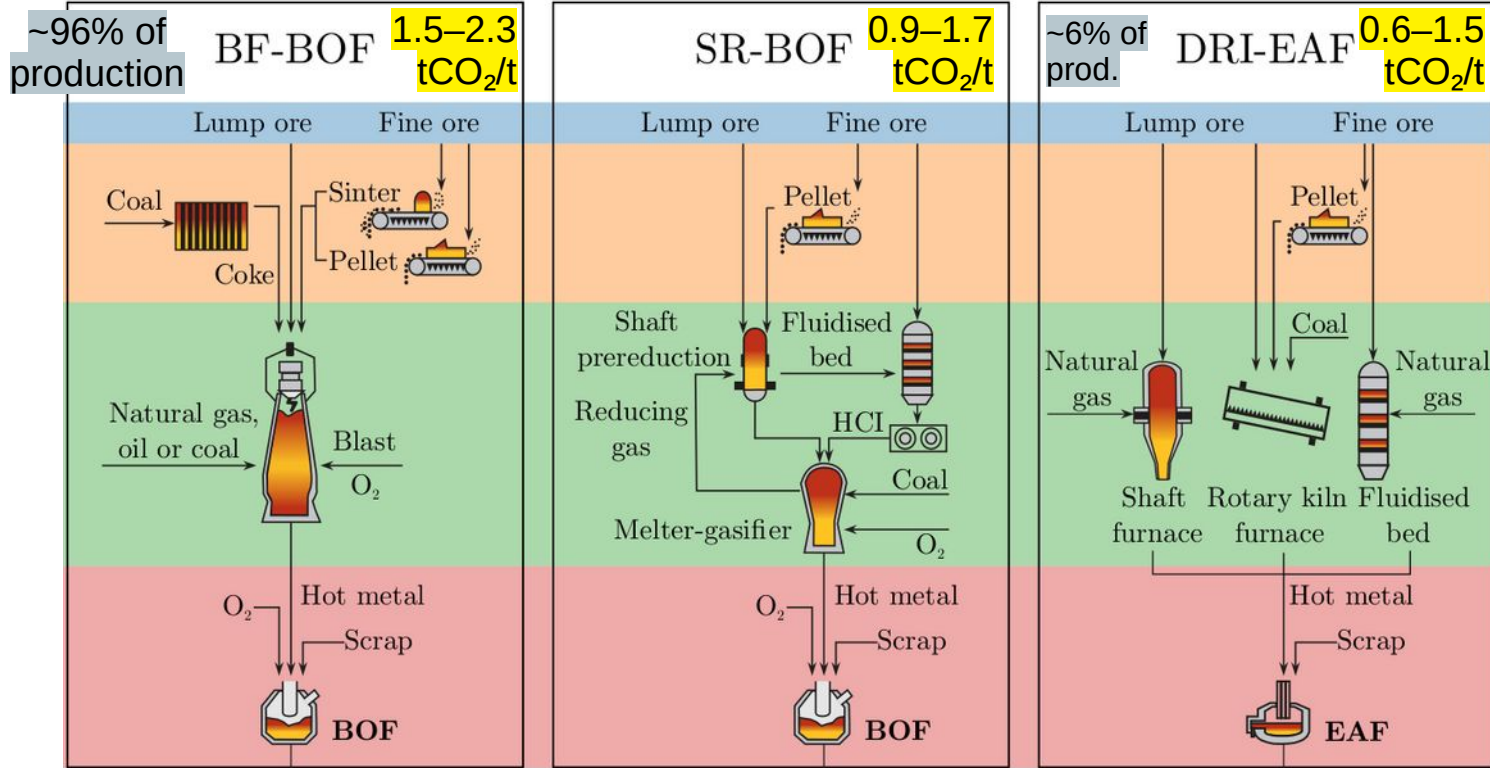 ~96% of
production
BF-BOF
1.5–2.3
tCO₂/t
Lump ore
Fine ore
Coal
Sinter
Pellet
Coke
Natural gas,
oil or coal
Blast
O₂
O₂
Hot metal
Scrap
BOF
SR-BOF
0.9–1.7
tCO₂/t
Lump ore
Fine ore
Pellet
Shaft
prereduction
Fluidised
bed
Reducing
gas
HCI
Coal
Melter-gasifier
O₂
O₂
Hot metal
Scrap
BOF
~6% of
prod.
DRI-EAF
0.6–1.5
tCO₂/t
Lump ore
Fine ore
Pellet
Coal
Natural
gas
Natural
gas
Shaft
furnace
Rotary kiln
furnace
Fluidised
bed
Hot metal
Scrap
EAF